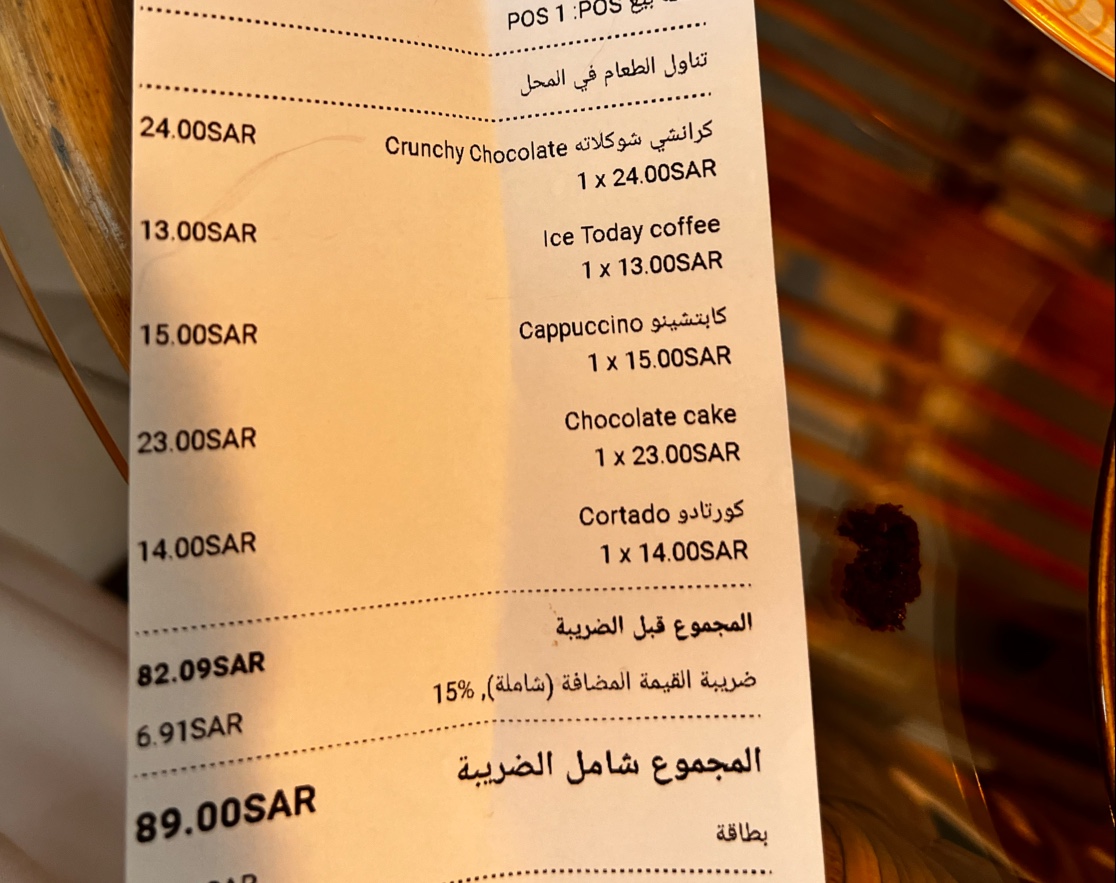 بيع POS: POS 1
تناول الطعام في المحل
كرانشي شوكلاته Crunchy Chocolate 24.00SAR
1 x 24.00SAR
Ice Today coffee 13.00SAR
1 x 13.00SAR
كابتشينو Cappuccino 15.00SAR
1 x 15.00SAR
Chocolate cake 23.00SAR
1 x 23.00SAR
كورتادو Cortado 14.00SAR
1 x 14.00SAR
المجموع قبل الضريبة 82.09SAR
ضريبة القيمة المضافة (شاملة), 15% 6.91SAR
المجموع شامل الضريبة 89.00SAR
بطاقة